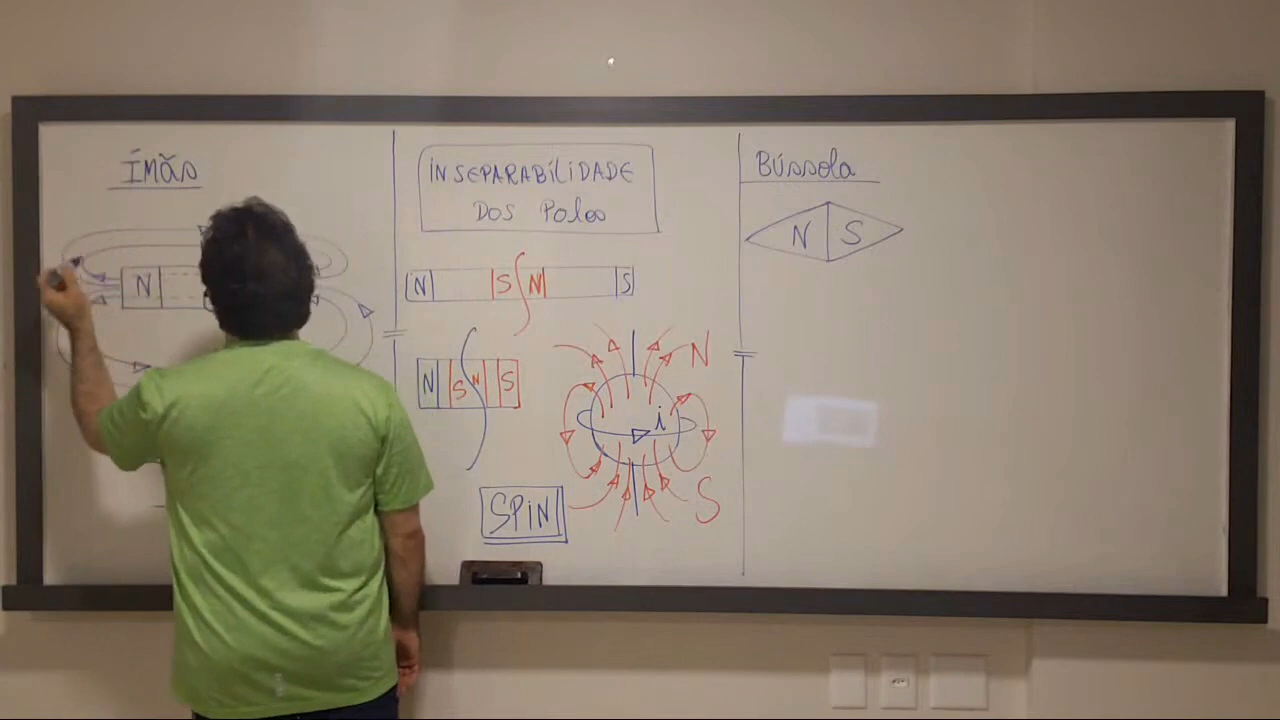 ÍMÃS
N
INSEPARABILIDADE
DOS Polos
N S N S
N S N S
N
i
S
SPIN
BÚSSOLA
N S